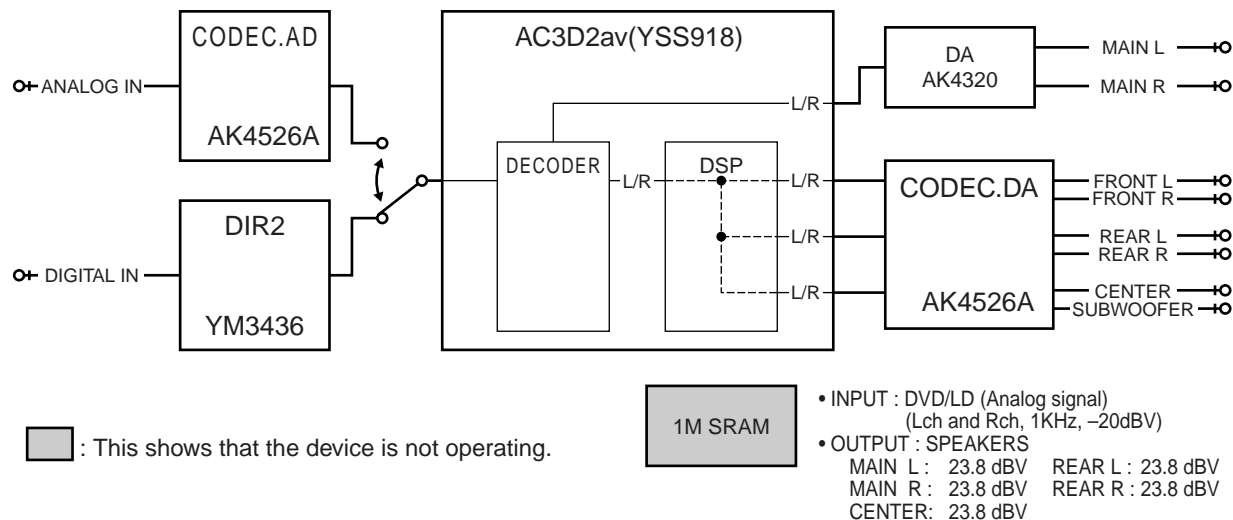 CODEC.AD
ANALOG IN
AK4526A
DIR2
DIGITAL IN
YM3436
AC3D2av(YSS918)
L/R
DECODER
L/R
DSP
L/R
L/R
L/R
DA
AK4320
MAIN L
MAIN R
CODEC.DA
AK4526A
FRONT L
FRONT R
REAR L
REAR R
CENTER
SUBWOOFER
: This shows that the device is not operating.
1M SRAM
• INPUT : DVD/LD (Analog signal)
(Lch and Rch, 1KHz, –20dBV)
• OUTPUT : SPEAKERS
MAIN L : 23.8 dBV REAR L : 23.8 dBV
MAIN R : 23.8 dBV REAR R : 23.8 dBV
CENTER: 23.8 dBV